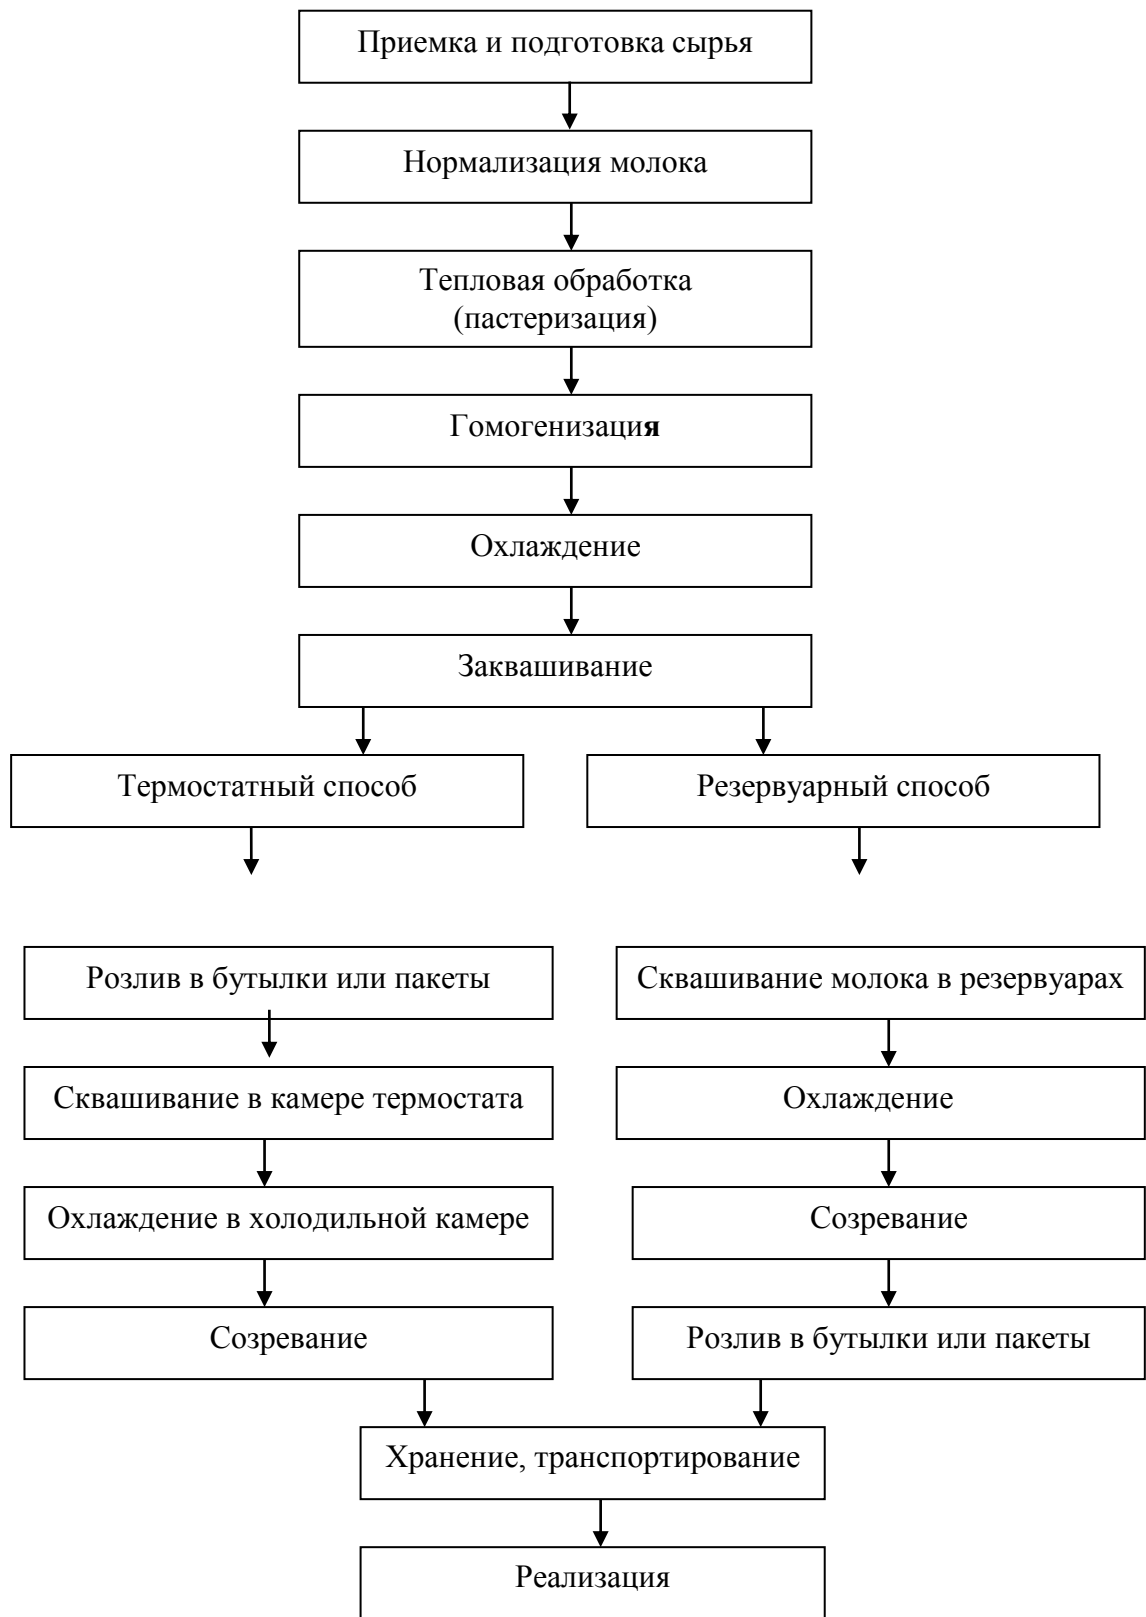 Приемка и подготовка сырья
Нормализация молока
Тепловая обработка
(пастеризация)
Гомогенизация
Охлаждение
Заквашивание
Термостатный способ
Резервуарный способ
Розлив в бутылки или пакеты
Сквашивание молока в резервуарах
Сквашивание в камере термостата
Охлаждение
Охлаждение в холодильной камере
Созревание
Созревание
Розлив в бутылки или пакеты
Хранение, транспортирование
Реализация